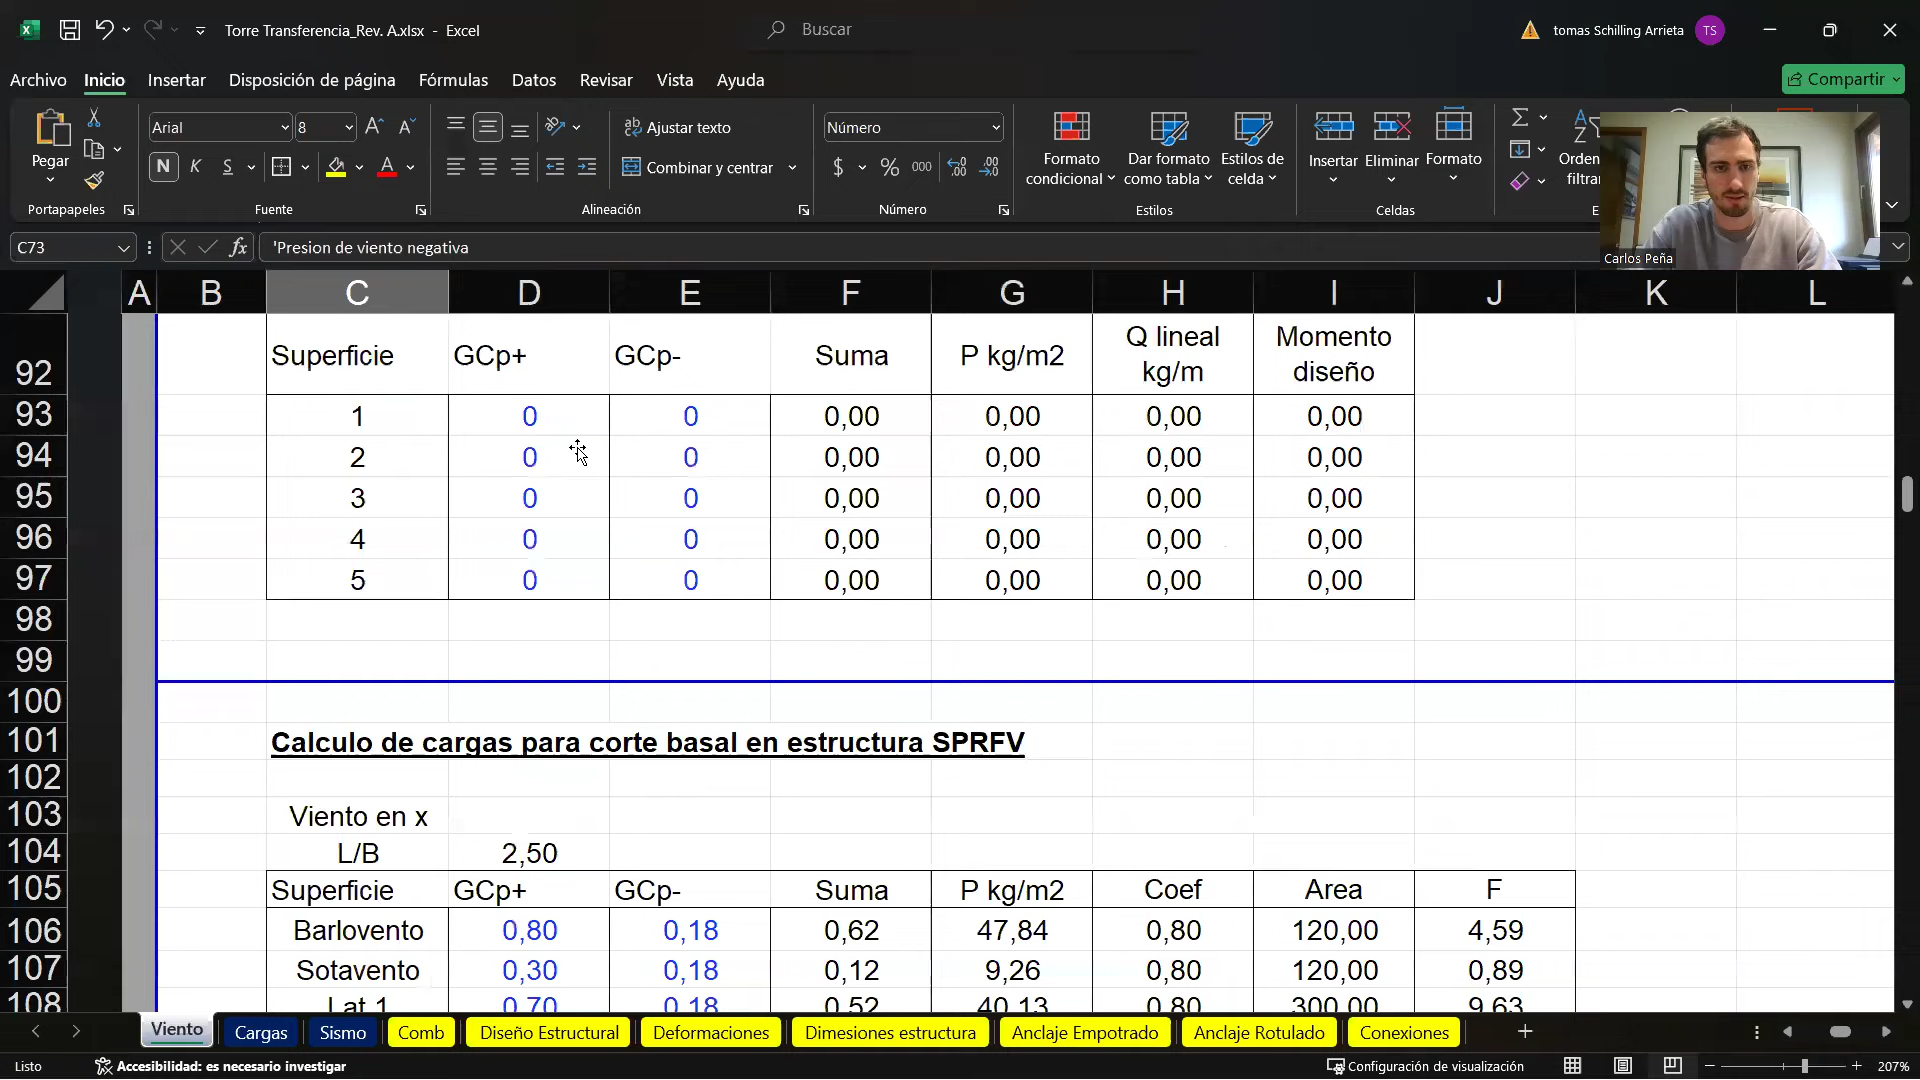 Torre Transferencia_Rev. A.xlsx - Excel
Buscar
tomas Schilling Arrieta
TS
Archivo Inicio Insertar Disposición de página Fórmulas Datos Revisar Vista Ayuda
Compartir
Pegar
Arial 8
N K S
Ajustar texto
Combinar y centrar
Número
$ % 000
Formato condicional
Dar formato como tabla
Estilos de celda
Insertar Eliminar Formato
Portapapeles Fuente Alineación Número Estilos Celdas
Carlos Peña
C73 fx 'Presion de viento negativa
A B C D E F G H I J K L
92 Superficie GCp+ GCp- Suma P kg/m2 Q lineal kg/m Momento diseño
93 1 0 0 0,00 0,00 0,00 0,00
94 2 0 0 0,00 0,00 0,00 0,00
95 3 0 0 0,00 0,00 0,00 0,00
96 4 0 0 0,00 0,00 0,00 0,00
97 5 0 0 0,00 0,00 0,00 0,00
98
99
100
101 Calculo de cargas para corte basal en estructura SPRFV
102
103 Viento en x
104 L/B 2,50
105 Superficie GCp+ GCp- Suma P kg/m2 Coef Area F
106 Barlovento 0,80 0,18 0,62 47,84 0,80 120,00 4,59
107 Sotavento 0,30 0,18 0,12 9,26 0,80 120,00 0,89
108 Lat 1 0,70 0,18 0,52 40,13 0,80 300,00 9,63
Viento Cargas Sismo Comb Diseño Estructural Deformaciones Dimesiones estructura Anclaje Empotrado Anclaje Rotulado Conexiones
Listo Accesibilidad: es necesario investigar Configuración de visualización 207%